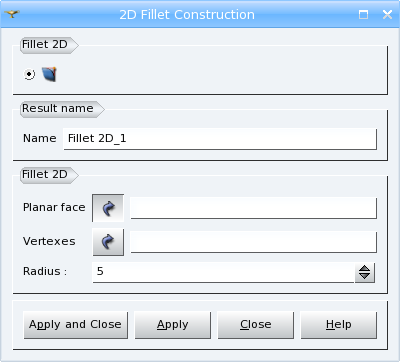 2D Fillet Construction
Fillet 2D
Result name
Name Fillet 2D_1
Fillet 2D
Planar face
Vertexes
Radius : 5
Apply and Close Apply Close Help